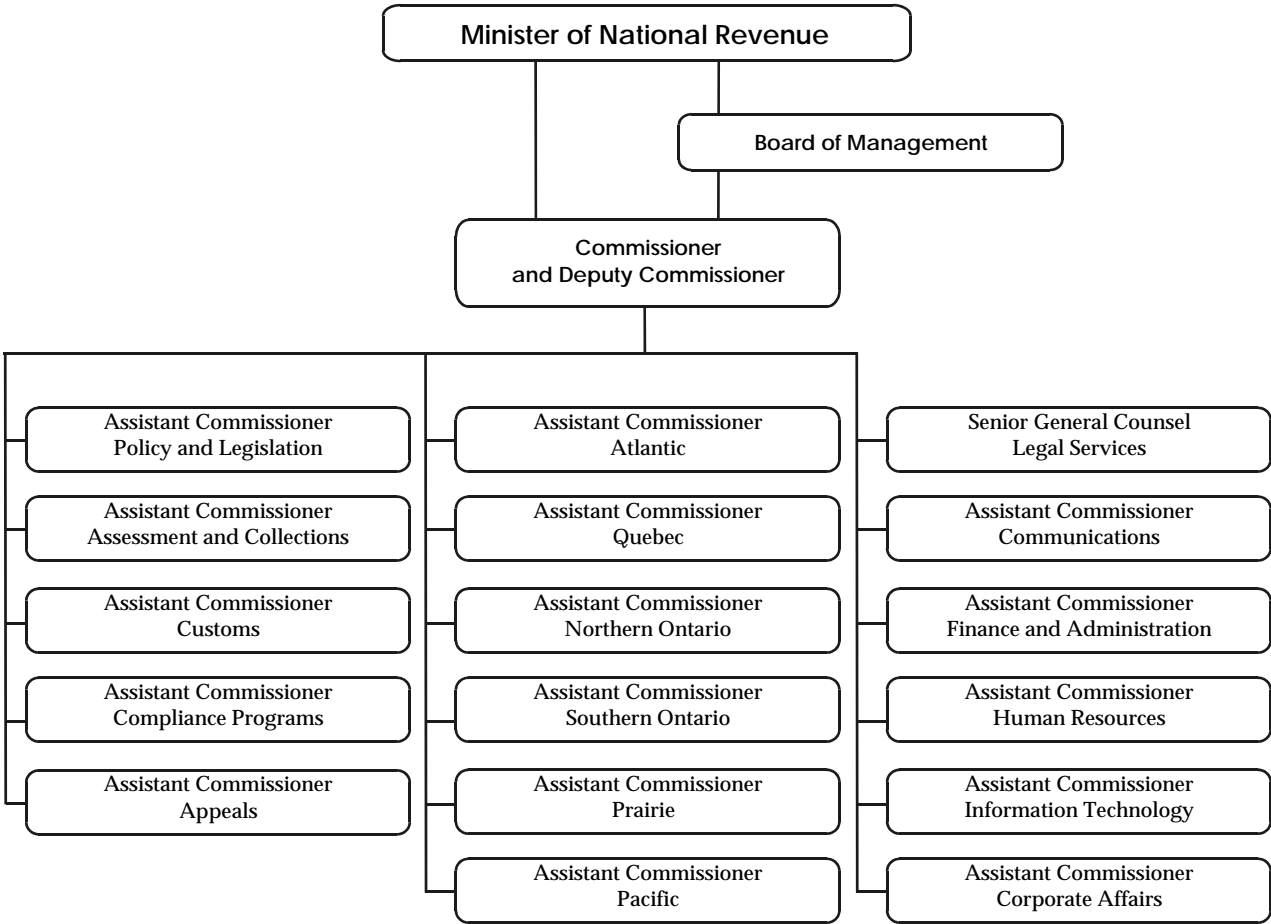 Minister of National Revenue
Board of Management
Commissioner
and Deputy Commissioner
Assistant Commissioner
Policy and Legislation
Assistant Commissioner
Assessment and Collections
Assistant Commissioner
Customs
Assistant Commissioner
Compliance Programs
Assistant Commissioner
Appeals
Assistant Commissioner
Atlantic
Assistant Commissioner
Quebec
Assistant Commissioner
Northern Ontario
Assistant Commissioner
Southern Ontario
Assistant Commissioner
Prairie
Assistant Commissioner
Pacific
Senior General Counsel
Legal Services
Assistant Commissioner
Communications
Assistant Commissioner
Finance and Administration
Assistant Commissioner
Human Resources
Assistant Commissioner
Information Technology
Assistant Commissioner
Corporate Affairs